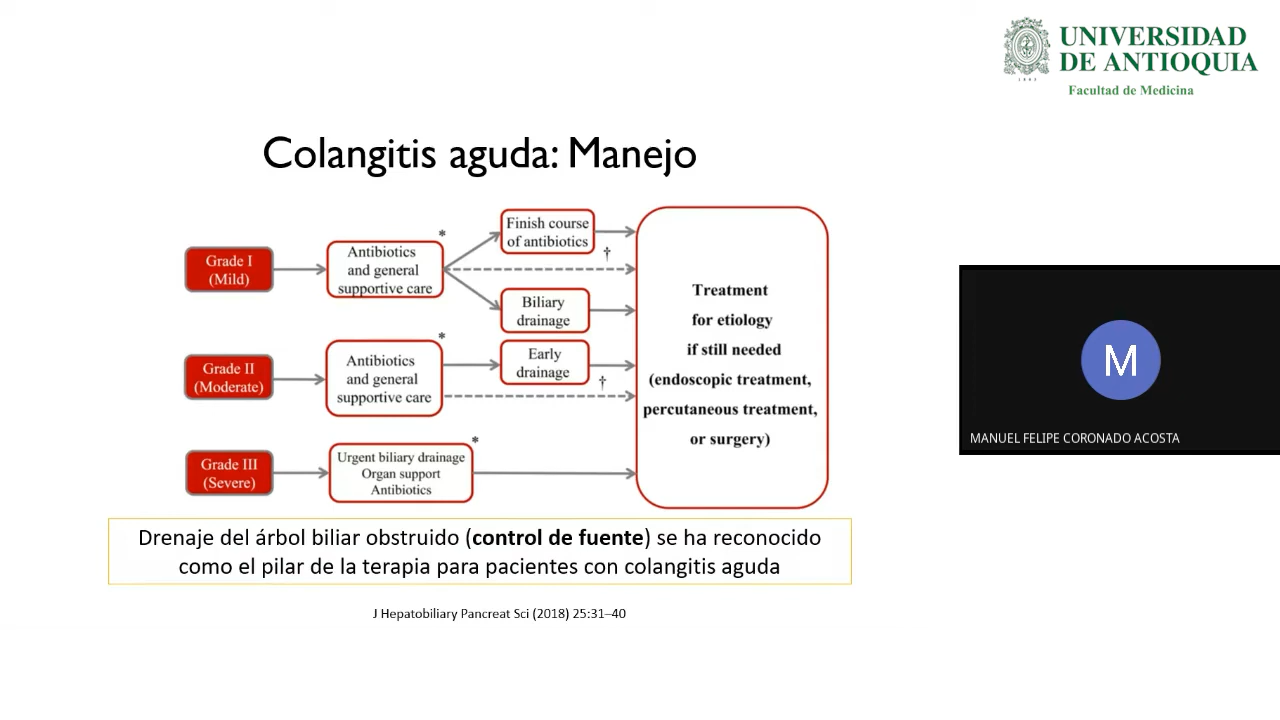 UNIVERSIDAD
DE ANTIOQUIA
1803
Facultad de Medicina
Colangitis aguda: Manejo
Grade I
(Mild)
Antibiotics
and general
supportive care
*
Finish course
of antibiotics
†
Biliary
drainage
Grade II
(Moderate)
Antibiotics
and general
supportive care
*
Early
drainage
†
Grade III
(Severe)
Urgent biliary drainage
Organ support
Antibiotics
*
Treatment
for etiology
if still needed
(endoscopic treatment,
percutaneous treatment,
or surgery)
Drenaje del árbol biliar obstruido (control de fuente) se ha reconocido
como el pilar de la terapia para pacientes con colangitis aguda
J Hepatobiliary Pancreat Sci (2018) 25:31–40
M
MANUEL FELIPE CORONADO ACOSTA